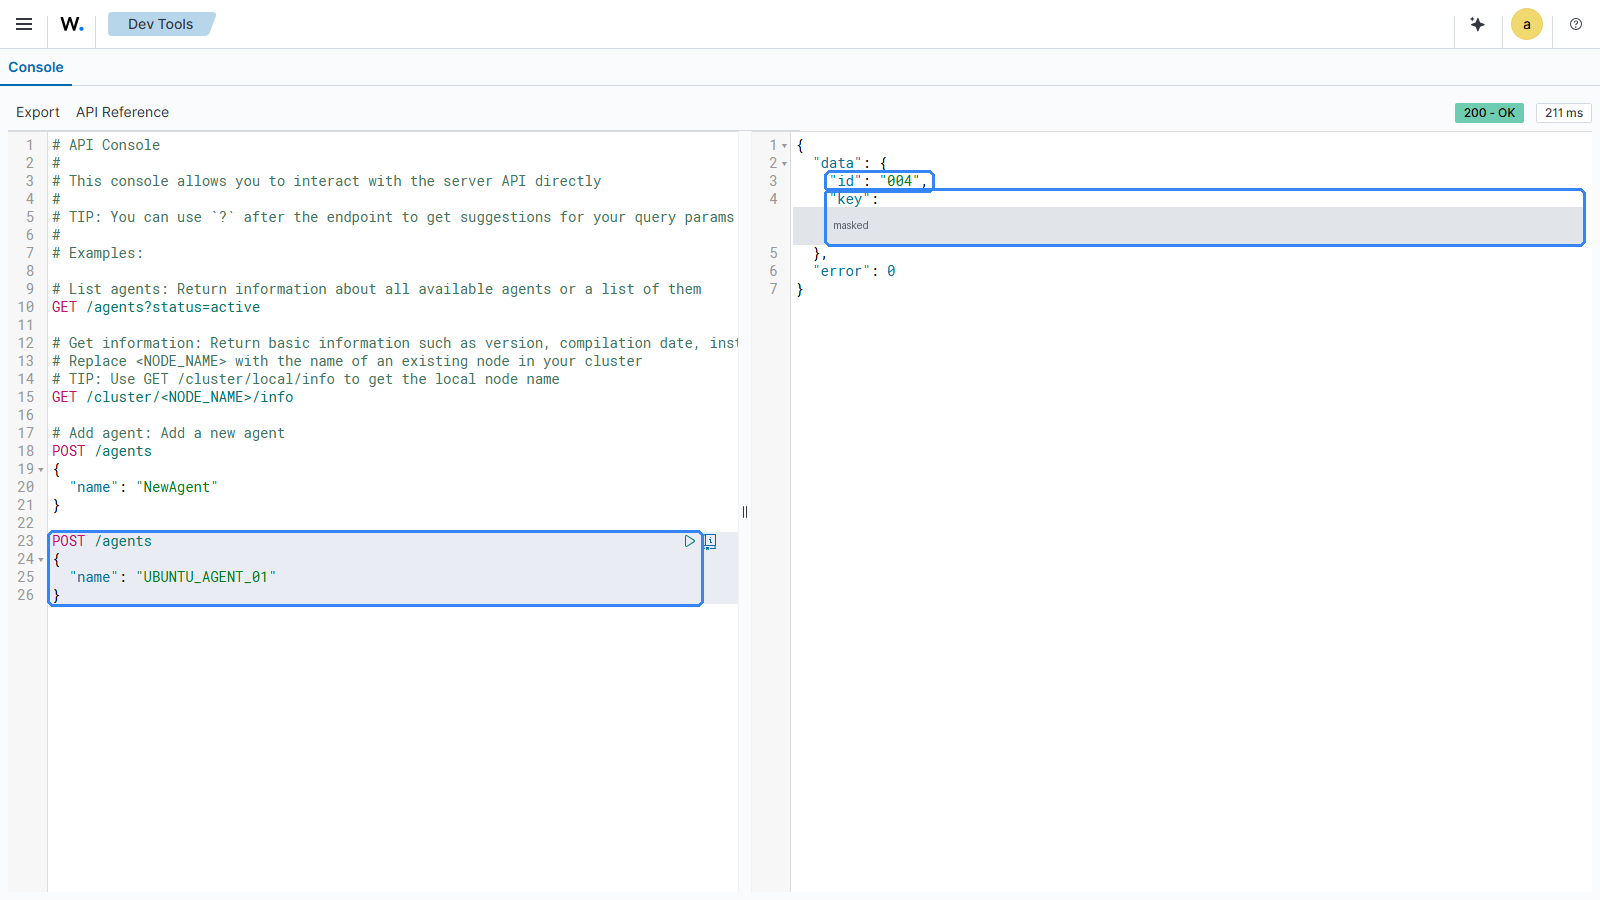 W.
Dev Tools
a
Console
Export
API Reference
200 - OK
211 ms
1 # API Console
2 #
3 # This console allows you to interact with the server API directly
4 #
5 # TIP: You can use `?` after the endpoint to get suggestions for your query params
6 #
7 # Examples:
8
9 # List agents: Return information about all available agents or a list of them
10 GET /agents?status=active
11
12 # Get information: Return basic information such as version, compilation date, inst
13 # Replace <NODE_NAME> with the name of an existing node in your cluster
14 # TIP: Use GET /cluster/local/info to get the local node name
15 GET /cluster/<NODE_NAME>/info
16
17 # Add agent: Add a new agent
18 POST /agents
19 {
20 "name": "NewAgent"
21 }
22
23 POST /agents
24 {
25 "name": "UBUNTU_AGENT_01"
26 }
1 {
2 "data": {
3 "id": "004",
4 "key":
masked
5 },
6 "error": 0
7 }